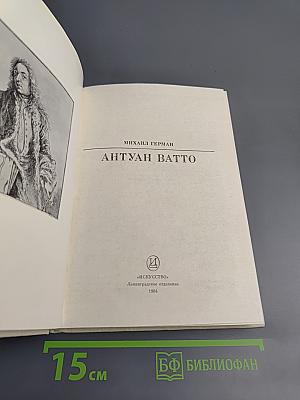 МИХАИЛ ГЕРМАН
АНТУАН ВАТТО
«ИСКУССТВО»
Ленинградское отделение
1984
15 см
БФ БИБЛИОФАН